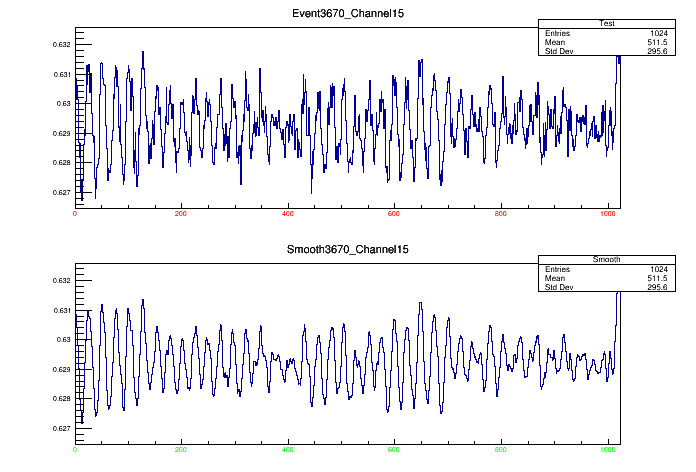 Event3670_Channel15
Test
Entries 1024
Mean 511.5
Std Dev 295.6
0.632
0.631
0.63
0.629
0.628
0.627
0 200 400 600 800 1000
Smooth3670_Channel15
Smooth
Entries 1024
Mean 511.5
Std Dev 295.6
0.632
0.631
0.63
0.629
0.628
0.627
0 200 400 600 800 1000